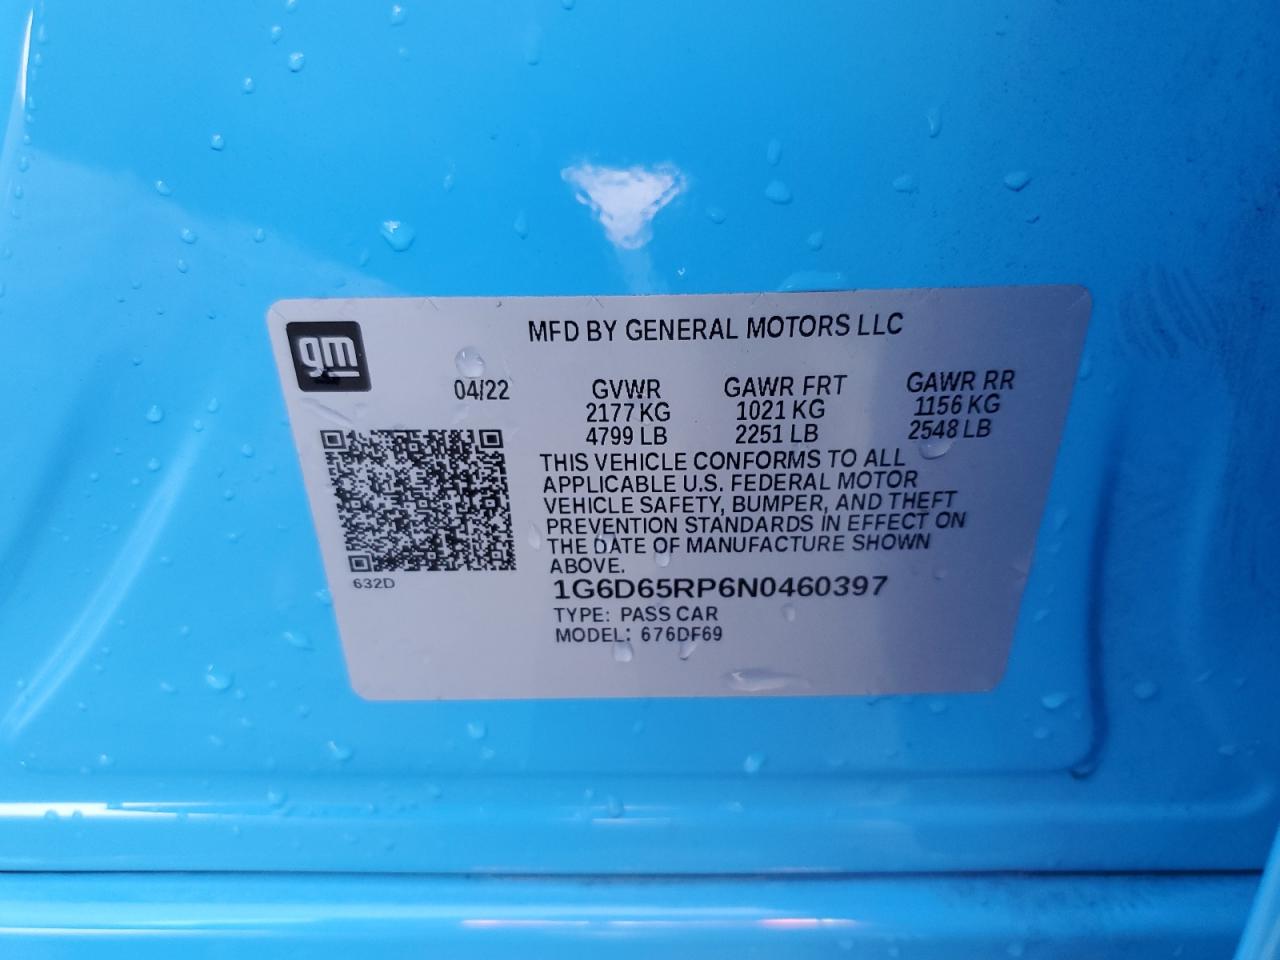 gm
MFD BY GENERAL MOTORS LLC
04/22 GVWR GAWR FRT GAWR RR
2177 KG 1021 KG 1156 KG
4799 LB 2251 LB 2548 LB
THIS VEHICLE CONFORMS TO ALL
APPLICABLE U.S. FEDERAL MOTOR
VEHICLE SAFETY, BUMPER, AND THEFT
PREVENTION STANDARDS IN EFFECT ON
THE DATE OF MANUFACTURE SHOWN
ABOVE.
632D
1G6D65RP6N0460397
TYPE: PASS CAR
MODEL: 676DF69